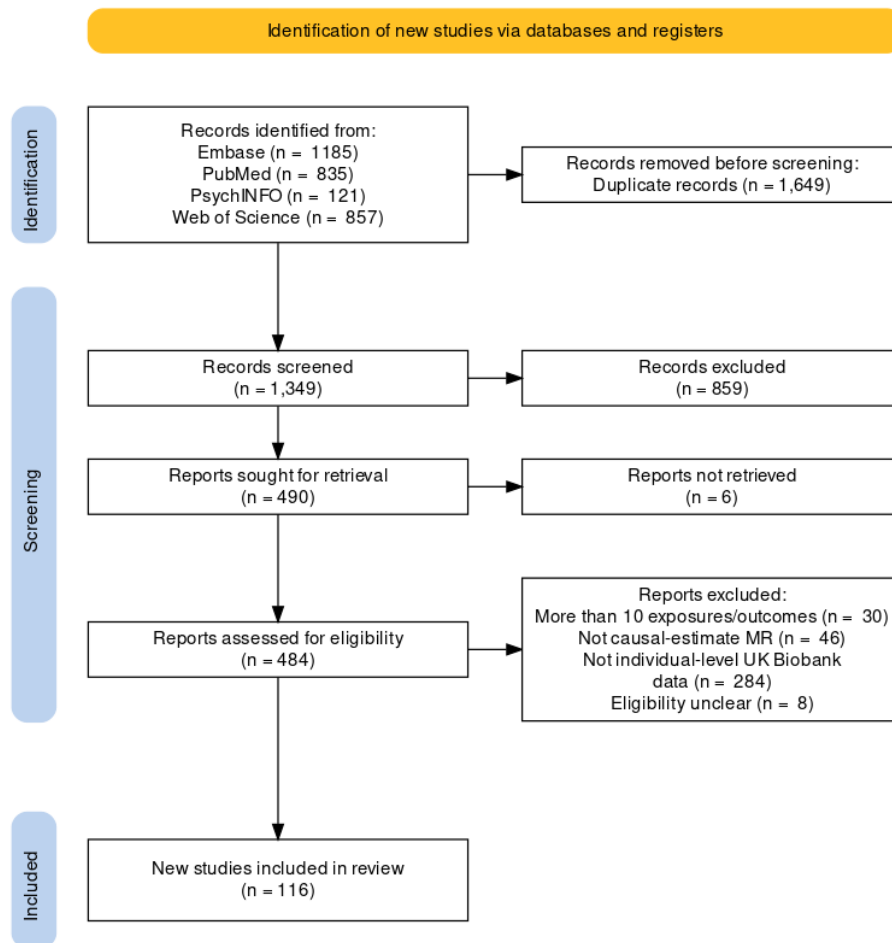 Identification of new studies via databases and registers
Identification
Records identified from:
Embase (n = 1185)
PubMed (n = 835)
PsychINFO (n = 121)
Web of Science (n = 857)
Records removed before screening:
Duplicate records (n = 1,649)
Screening
Records screened
(n = 1,349)
Records excluded
(n = 859)
Reports sought for retrieval
(n = 490)
Reports not retrieved
(n = 6)
Reports assessed for eligibility
(n = 484)
Reports excluded:
More than 10 exposures/outcomes (n = 30)
Not causal-estimate MR (n = 46)
Not individual-level UK Biobank
data (n = 284)
Eligibility unclear (n = 8)
Included
New studies included in review
(n = 116)